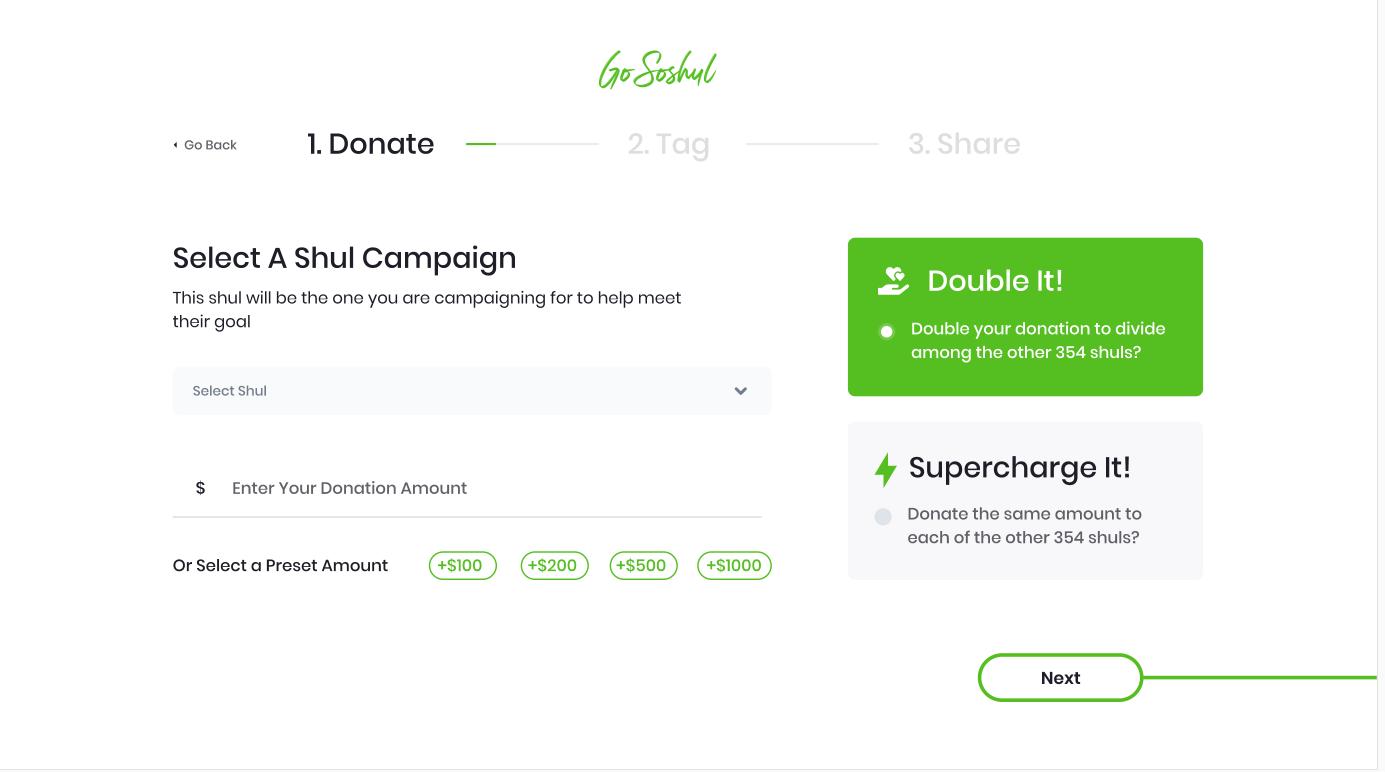 Go Soshul
Go Back
1. Donate
2. Tag
3. Share
Select A Shul Campaign
This shul will be the one you are campaigning for to help meet
their goal
Select Shul
$ Enter Your Donation Amount
Or Select a Preset Amount +$100 +$200 +$500 +$1000
Double It!
Double your donation to divide
among the other 354 shuls?
Supercharge It!
Donate the same amount to
each of the other 354 shuls?
Next